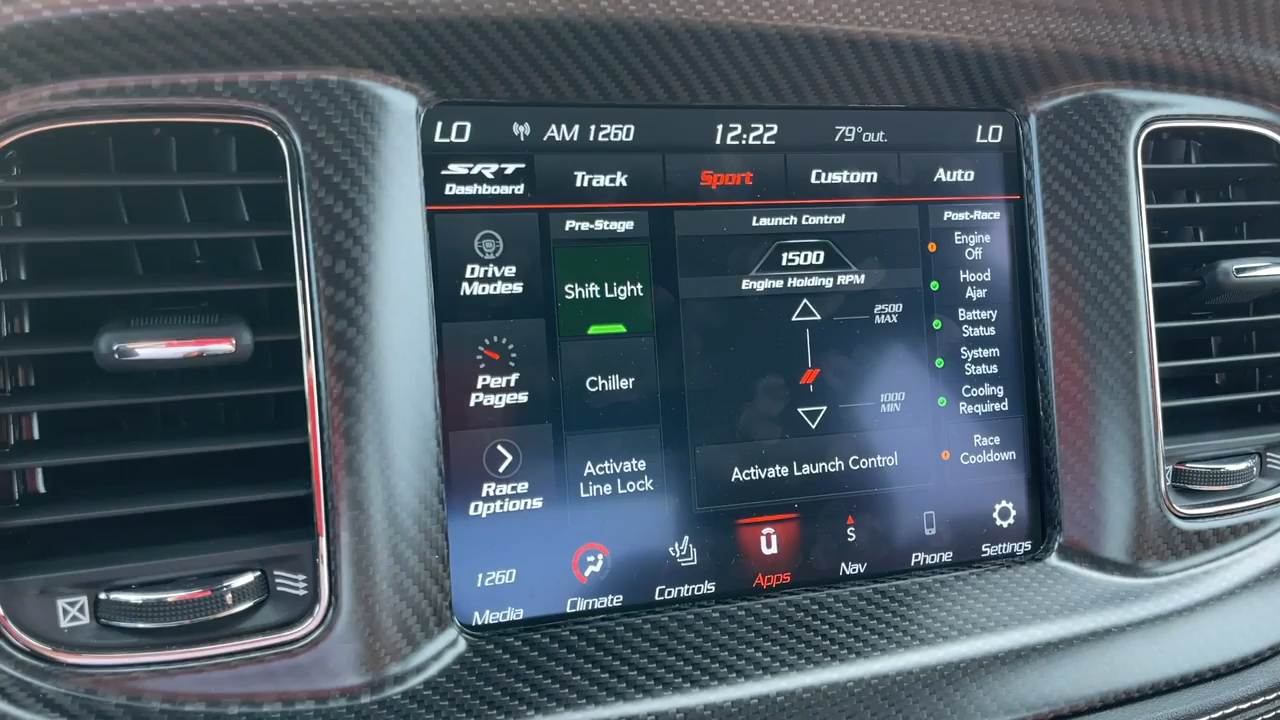 LO AM 1260 12:22 79°out. LO
SRT Dashboard
Track
Sport
Custom
Auto
Drive
Modes
Perf
Pages
Race
Options
Pre-Stage
Shift Light
Chiller
Activate
Line Lock
Launch Control
1500
Engine Holding RPM
2500
MAX
1000
MIN
Activate Launch Control
Post-Race
Engine
Off
Hood
Ajar
Battery
Status
System
Status
Cooling
Required
Race
Cooldown
1260
Media
Climate
Controls
û
Apps
S
Nav
Phone
Settings